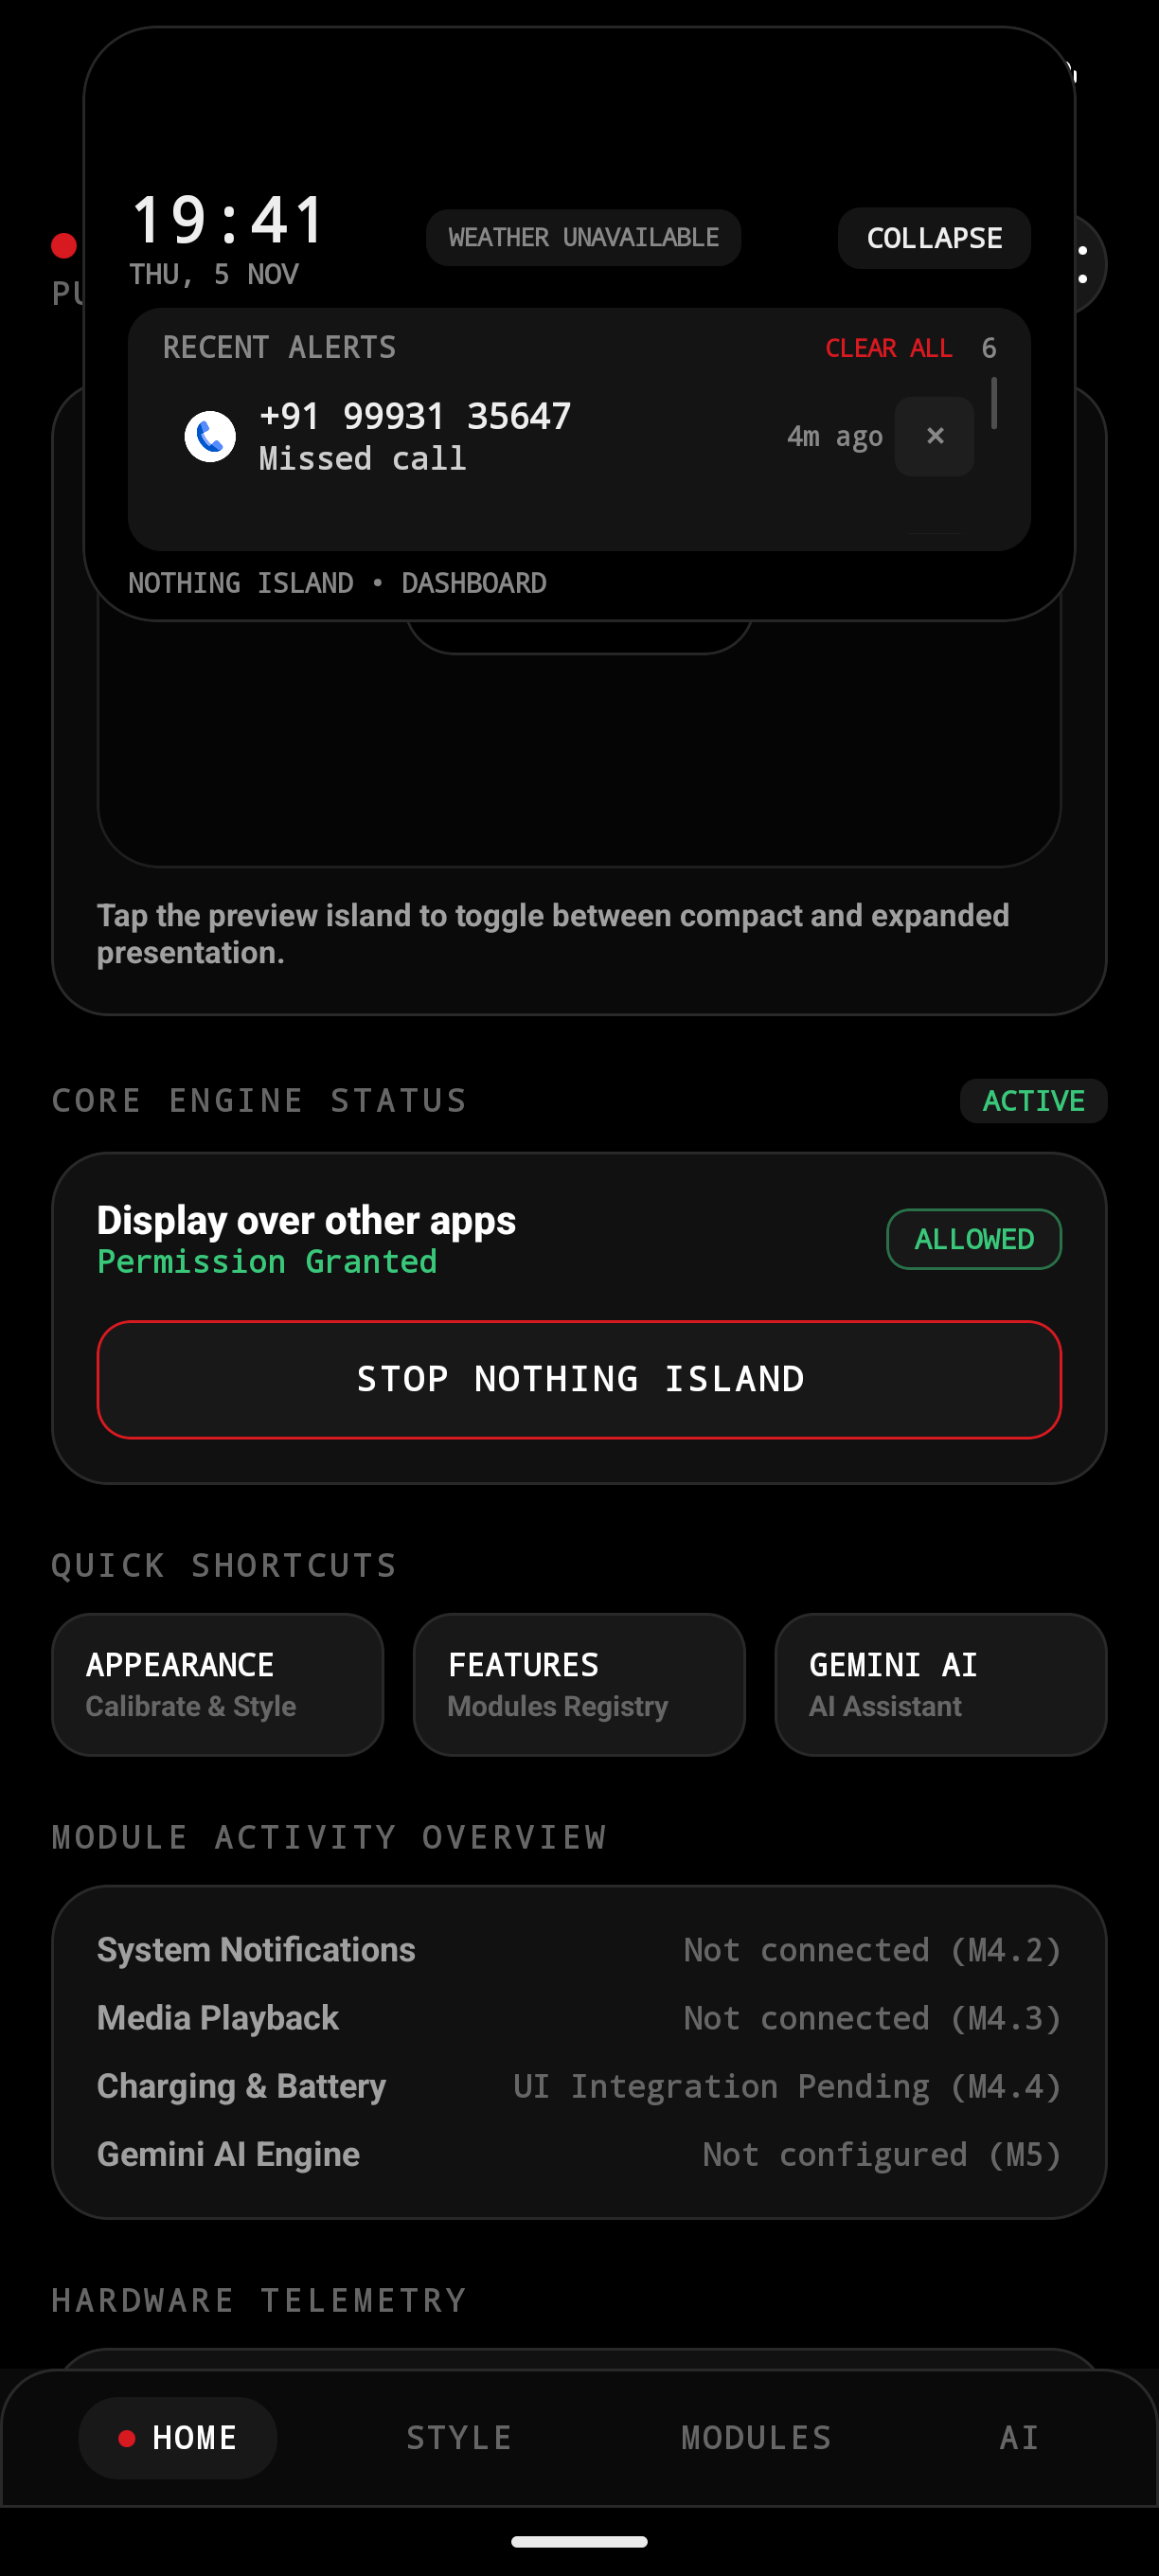 19:41
THU, 5 NOV
WEATHER UNAVAILABLE
COLLAPSE
RECENT ALERTS
CLEAR ALL 6
+91 99931 35647
Missed call
4m ago ×
NOTHING ISLAND • DASHBOARD
Tap the preview island to toggle between compact and expanded
presentation.
CORE ENGINE STATUS
ACTIVE
Display over other apps
Permission Granted
ALLOWED
STOP NOTHING ISLAND
QUICK SHORTCUTS
APPEARANCE
Calibrate & Style
FEATURES
Modules Registry
GEMINI AI
AI Assistant
MODULE ACTIVITY OVERVIEW
System Notifications Not connected (M4.2)
Media Playback Not connected (M4.3)
Charging & Battery UI Integration Pending (M4.4)
Gemini AI Engine Not configured (M5)
HARDWARE TELEMETRY
HOME STYLE MODULES AI